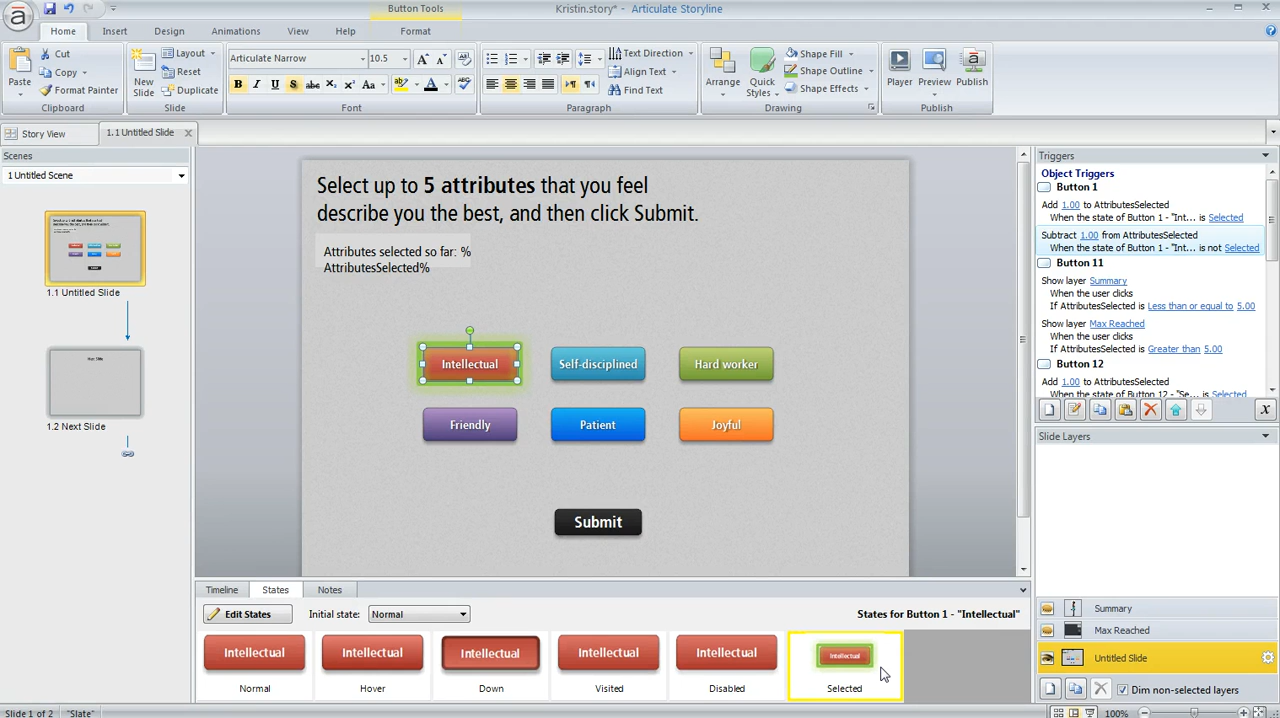 Button Tools
Kristin.story* - Articulate Storyline
Home
Insert
Design
Animations
View
Help
Format
Paste
Cut
Copy
Format Painter
Clipboard
New Slide
Layout
Reset
Duplicate
Slide
Articulate Narrow
10.5
Font
Text Direction
Align Text
Find Text
Paragraph
Arrange
Quick Styles
Shape Fill
Shape Outline
Shape Effects
Drawing
Player
Preview
Publish
Publish
Story View
1.1 Untitled Slide
Scenes
1 Untitled Scene
1.1 Untitled Slide
1.2 Next Slide
Select up to 5 attributes that you feel
describe you the best, and then click Submit.
Attributes selected so far: %
AttributesSelected%
Intellectual
Self-disciplined
Hard worker
Friendly
Patient
Joyful
Submit
Timeline
States
Notes
Edit States
Initial state:
Normal
States for Button 1 - "Intellectual"
Intellectual
Intellectual
Intellectual
Intellectual
Intellectual
Intellectual
Normal
Hover
Down
Visited
Disabled
Selected
Triggers
Object Triggers
Button 1
Add 1.00 to AttributesSelected
When the state of Button 1 - "Int... is Selected
Subtract 1.00 from AttributesSelected
When the state of Button 1 - "Int... is not Selected
Button 11
Show layer Summary
When the user clicks
If AttributesSelected is Less than or equal to 5.00
Show layer Max Reached
When the user clicks
If AttributesSelected is Greater than 5.00
Button 12
Add 1.00 to AttributesSelected
When the state of Button 12 - "Se... is Selected
Slide Layers
Summary
Max Reached
Untitled Slide
Dim non-selected layers
Slide 1 of 2
"Slate"
100%